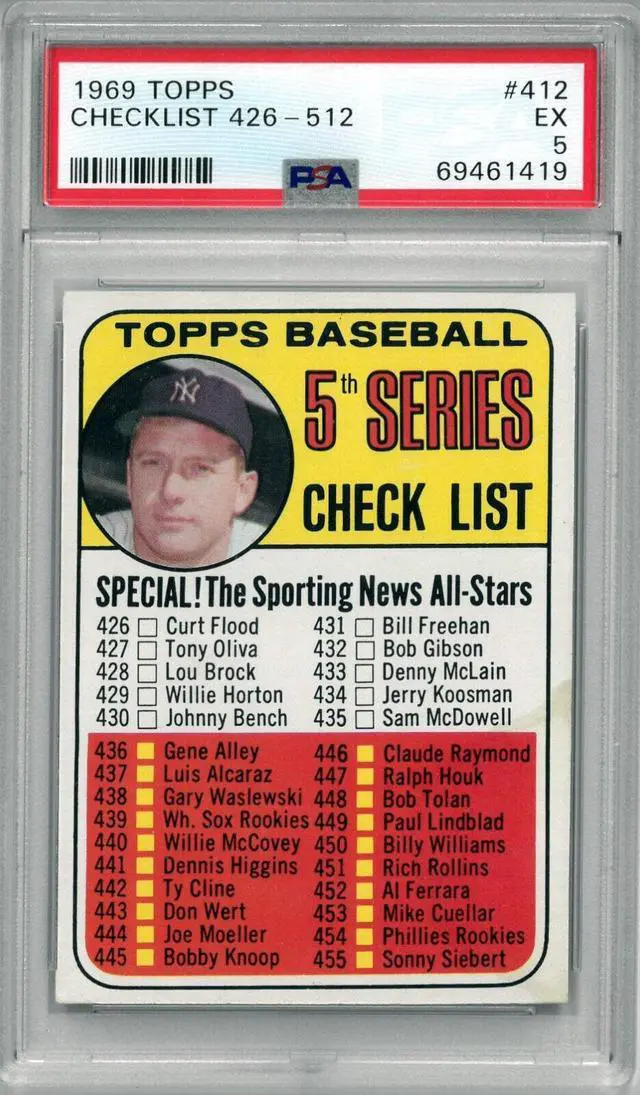 1969 TOPPS #412
CHECKLIST 426-512 EX
5
PSA 69461419
TOPPS BASEBALL
NY
5th SERIES
CHECK LIST
SPECIAL! The Sporting News All-Stars
426 Curt Flood 431 Bill Freehan
427 Tony Oliva 432 Bob Gibson
428 Lou Brock 433 Denny McLain
429 Willie Horton 434 Jerry Koosman
430 Johnny Bench 435 Sam McDowell
436 Gene Alley 446 Claude Raymond
437 Luis Alcaraz 447 Ralph Houk
438 Gary Waslewski 448 Bob Tolan
439 Wh. Sox Rookies 449 Paul Lindblad
440 Willie McCovey 450 Billy Williams
441 Dennis Higgins 451 Rich Rollins
442 Ty Cline 452 Al Ferrara
443 Don Wert 453 Mike Cuellar
444 Joe Moeller 454 Phillies Rookies
445 Bobby Knoop 455 Sonny Siebert